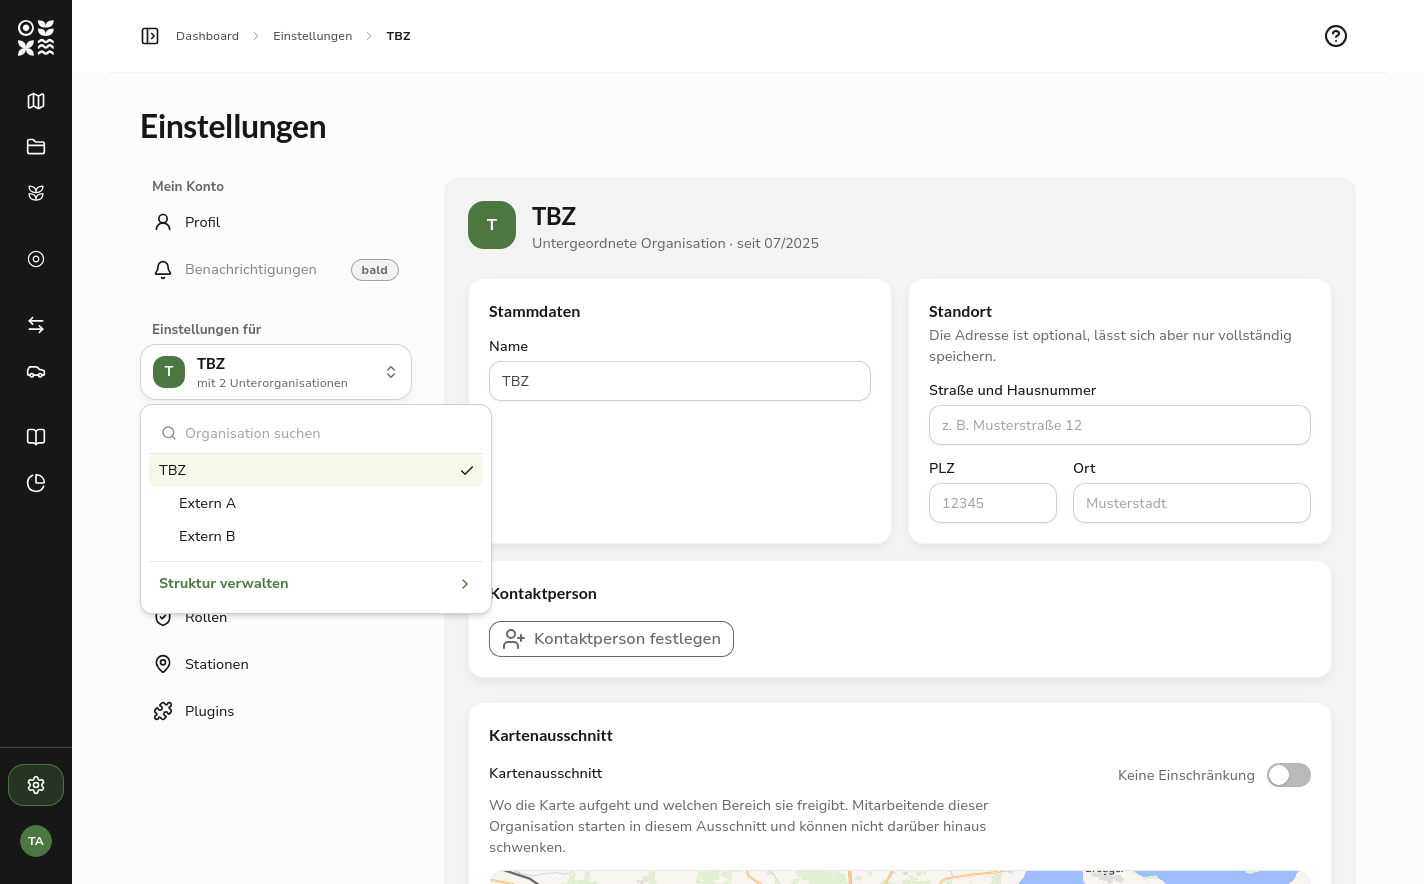 Dashboard
Einstellungen
TBZ
Einstellungen
Mein Konto
Profil
Benachrichtigungen
bald
Einstellungen für
T
TBZ
mit 2 Unterorganisationen
Organisation suchen
TBZ
Extern A
Extern B
Struktur verwalten
Rollen
Stationen
Plugins
TA
T
TBZ
Untergeordnete Organisation · seit 07/2025
Stammdaten
Name
TBZ
Standort
Die Adresse ist optional, lässt sich aber nur vollständig
speichern.
Straße und Hausnummer
z. B. Musterstraße 12
PLZ
Ort
12345
Musterstadt
Kontaktperson
Kontaktperson festlegen
Kartenausschnitt
Kartenausschnitt
Keine Einschränkung
Wo die Karte aufgeht und welchen Bereich sie freigibt. Mitarbeitende dieser
Organisation starten in diesem Ausschnitt und können nicht darüber hinaus
schwenken.